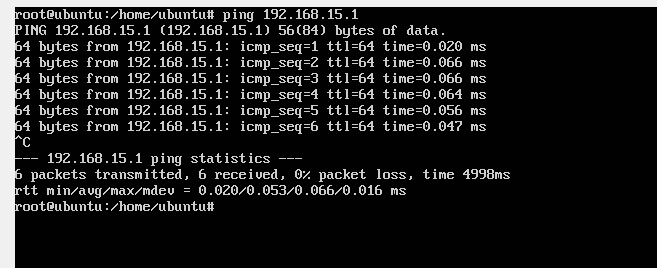 root@ubuntu:/home/ubuntu# ping 192.168.15.1
PING 192.168.15.1 (192.168.15.1) 56(84) bytes of data.
64 bytes from 192.168.15.1: icmp_seq=1 ttl=64 time=0.020 ms
64 bytes from 192.168.15.1: icmp_seq=2 ttl=64 time=0.066 ms
64 bytes from 192.168.15.1: icmp_seq=3 ttl=64 time=0.066 ms
64 bytes from 192.168.15.1: icmp_seq=4 ttl=64 time=0.064 ms
64 bytes from 192.168.15.1: icmp_seq=5 ttl=64 time=0.056 ms
64 bytes from 192.168.15.1: icmp_seq=6 ttl=64 time=0.047 ms
^C
--- 192.168.15.1 ping statistics ---
6 packets transmitted, 6 received, 0% packet loss, time 4998ms
rtt min/avg/max/mdev = 0.020/0.053/0.066/0.016 ms
root@ubuntu:/home/ubuntu#